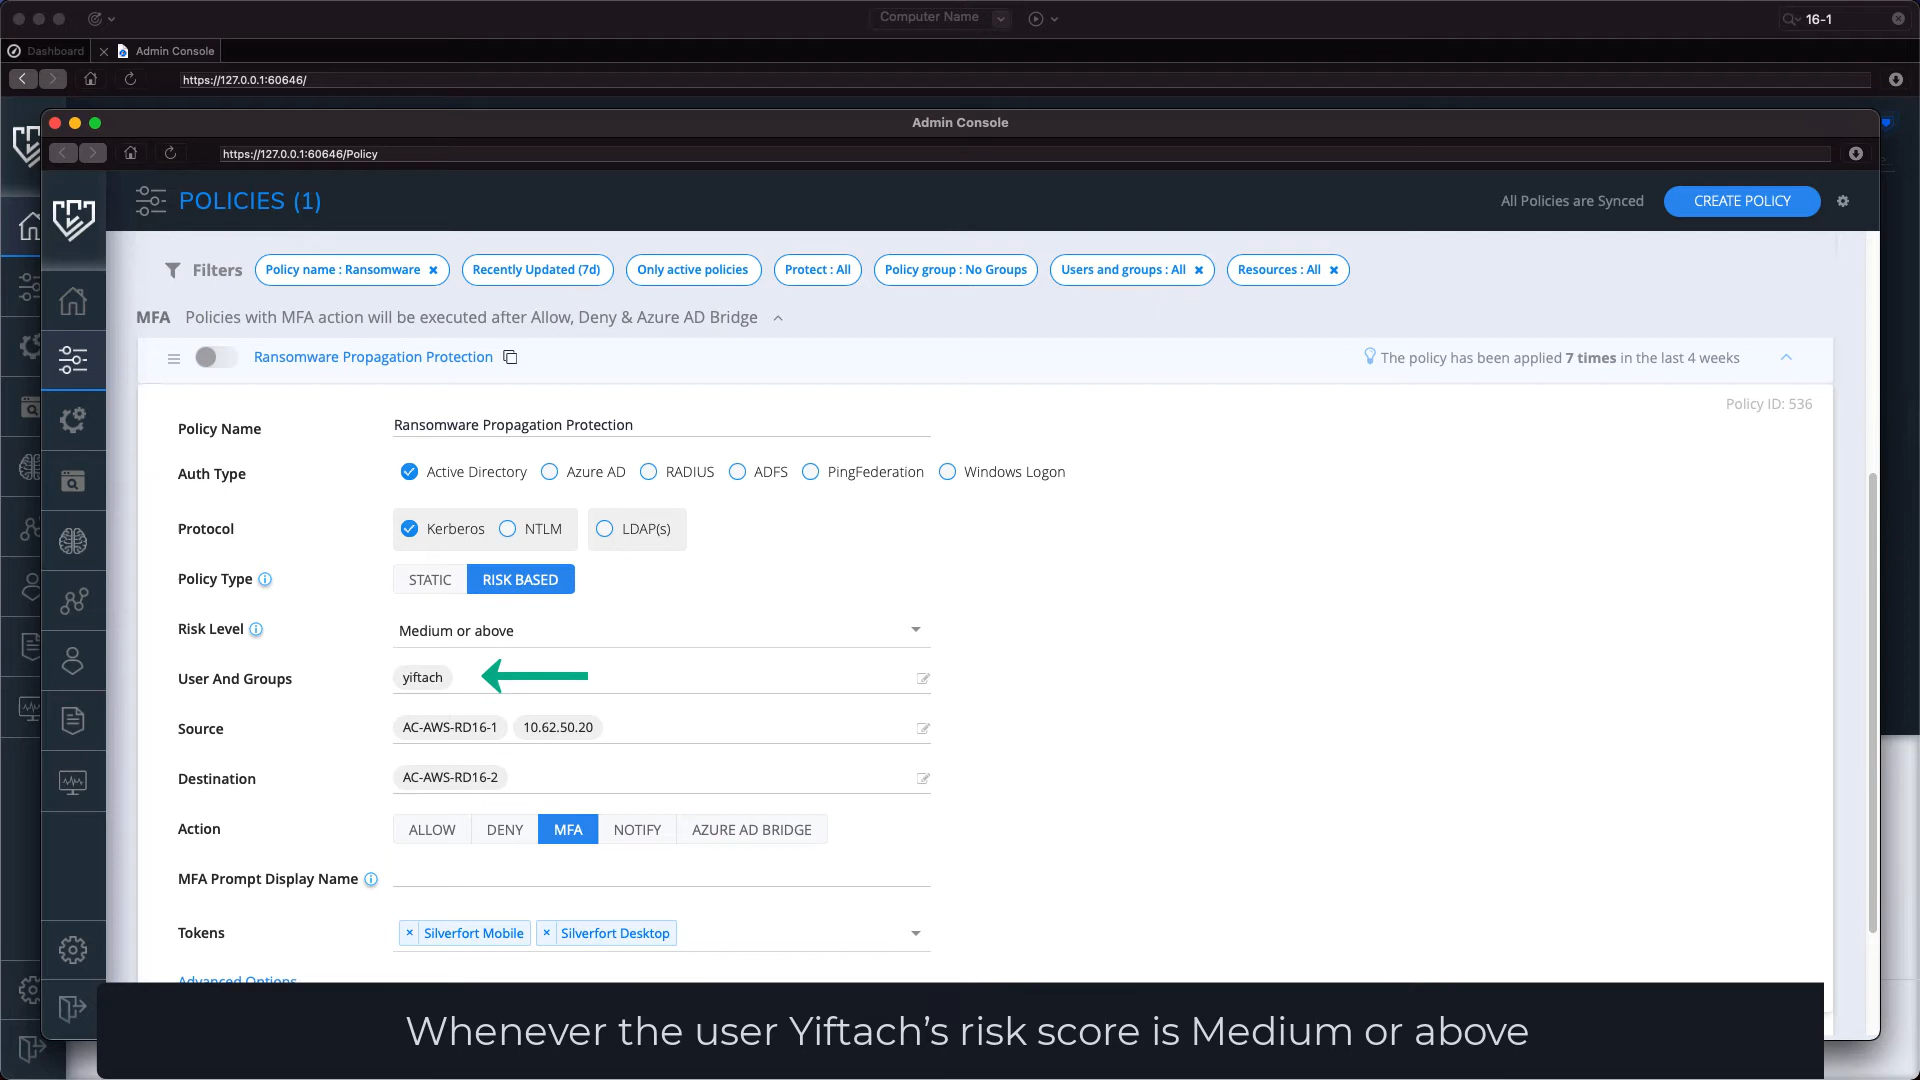 Computer Name
16-1
Dashboard
Admin Console
https://127.0.0.1:60646/
Admin Console
https://127.0.0.1:60646/Policy
POLICIES (1)
All Policies are Synced
CREATE POLICY
Filters
Policy name : Ransomware ×
Recently Updated (7d)
Only active policies
Protect : All
Policy group : No Groups
Users and groups : All ×
Resources : All ×
MFA Policies with MFA action will be executed after Allow, Deny & Azure AD Bridge
Ransomware Propagation Protection
The policy has been applied 7 times in the last 4 weeks
Policy ID: 536
Policy Name Ransomware Propagation Protection
Auth Type Active Directory Azure AD RADIUS ADFS PingFederation Windows Logon
Protocol Kerberos NTLM LDAP(s)
Policy Type STATIC RISK BASED
Risk Level Medium or above
User And Groups yiftach
Source AC-AWS-RD16-1 10.62.50.20
Destination AC-AWS-RD16-2
Action ALLOW DENY MFA NOTIFY AZURE AD BRIDGE
MFA Prompt Display Name
Tokens × Silverfort Mobile × Silverfort Desktop
Advanced Options
Whenever the user Yiftach’s risk score is Medium or above